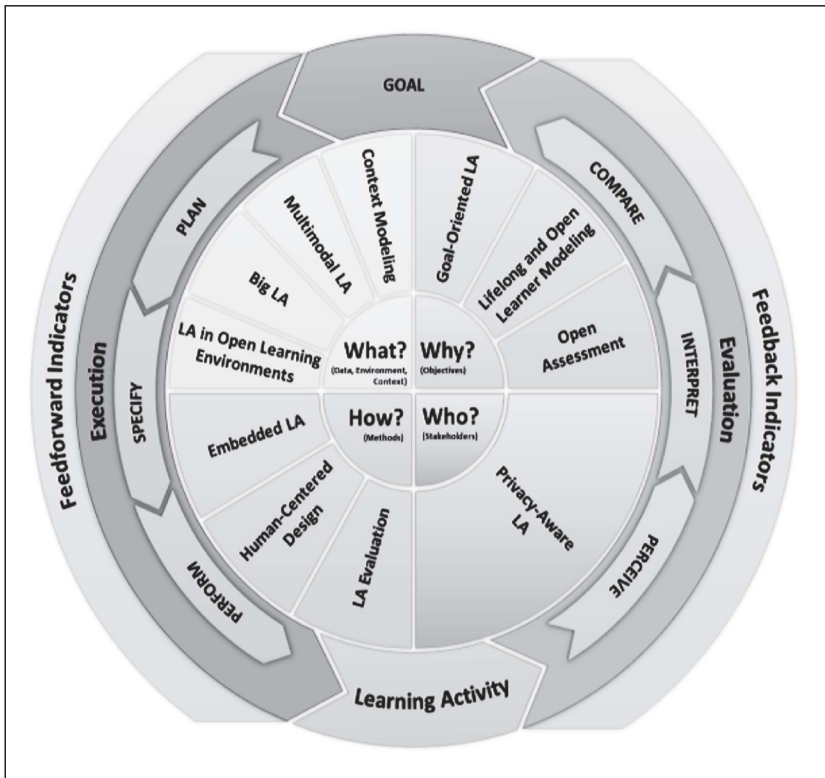 GOAL
PLAN
SPECIFY
PERFORM
Execution
Feedforward Indicators
COMPARE
INTERPRET
PERCEIVE
Evaluation
Feedback Indicators
Learning Activity
What?
(Data, Environment,
Context)
Why?
(Objectives)
How?
(Methods)
Who?
(Stakeholders)
Context Modeling
Multimodal LA
Big LA
LA in Open Learning
Environments
Goal-Oriented LA
Lifelong and Open
Learner Modeling
Open
Assessment
Embedded LA
Human-Centered
Design
LA Evaluation
Privacy-Aware
LA